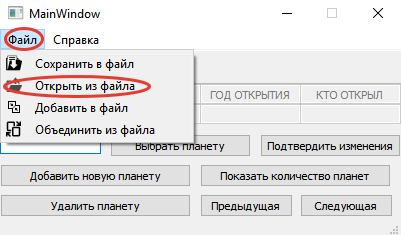 MainWindow
Файл Справка
Сохранить в файл
Открыть из файла
Добавить в файл
Объединить из файла
ГОД ОТКРЫТИЯ КТО ОТКРЫЛ
Выбрать планету Подтвердить изменения
Добавить новую планету Показать количество планет
Удалить планету Предыдущая Следующая